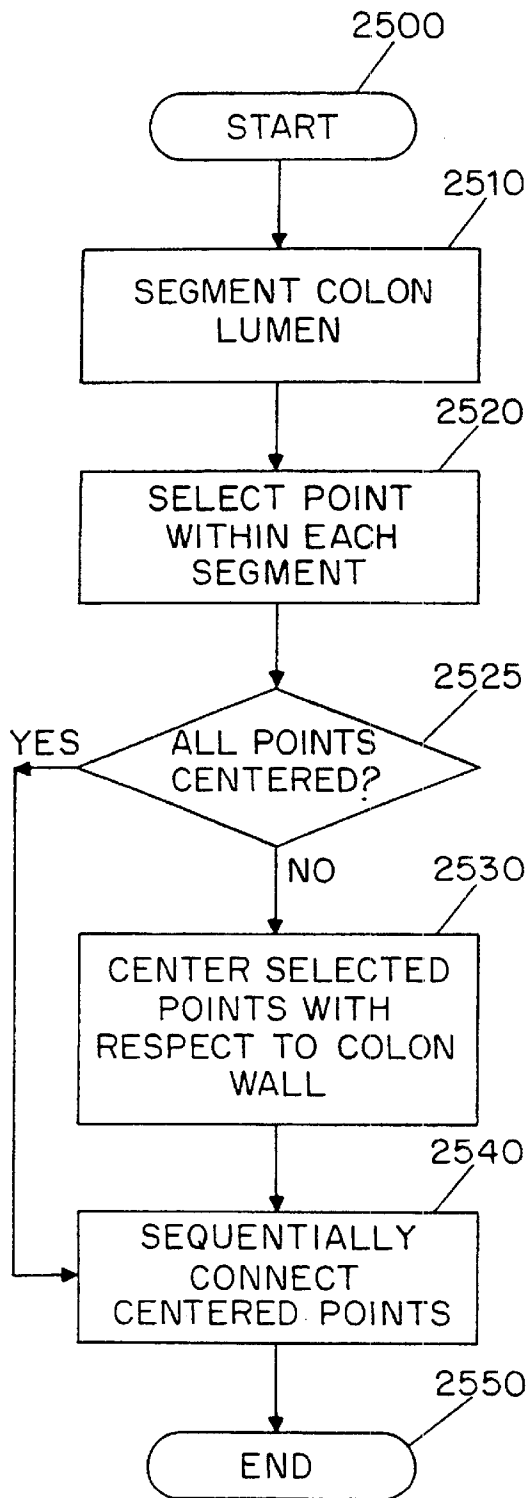 2500
START
2510
SEGMENT COLON
LUMEN
2520
SELECT POINT
WITHIN EACH
SEGMENT
2525
YES
ALL POINTS
CENTERED?
NO
2530
CENTER SELECTED
POINTS WITH
RESPECT TO COLON
WALL
2540
SEQUENTIALLY
CONNECT
CENTERED POINTS
2550
END